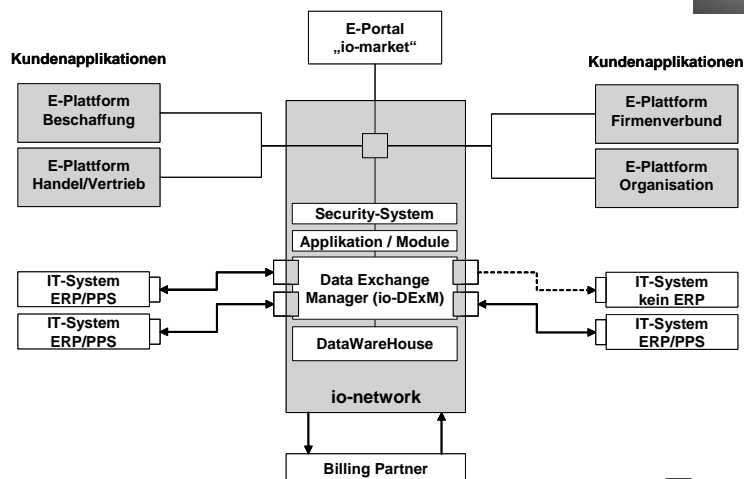 E-Portal
„io-market“
Kundenapplikationen
Kundenapplikationen
E-Plattform
Beschaffung
E-Plattform
Firmenverbund
E-Plattform
Handel/Vertrieb
E-Plattform
Organisation
Security-System
Applikation / Module
Data Exchange
Manager (io-DExM)
IT-System
ERP/PPS
IT-System
kein ERP
IT-System
ERP/PPS
IT-System
ERP/PPS
DataWareHouse
io-network
Billing Partner